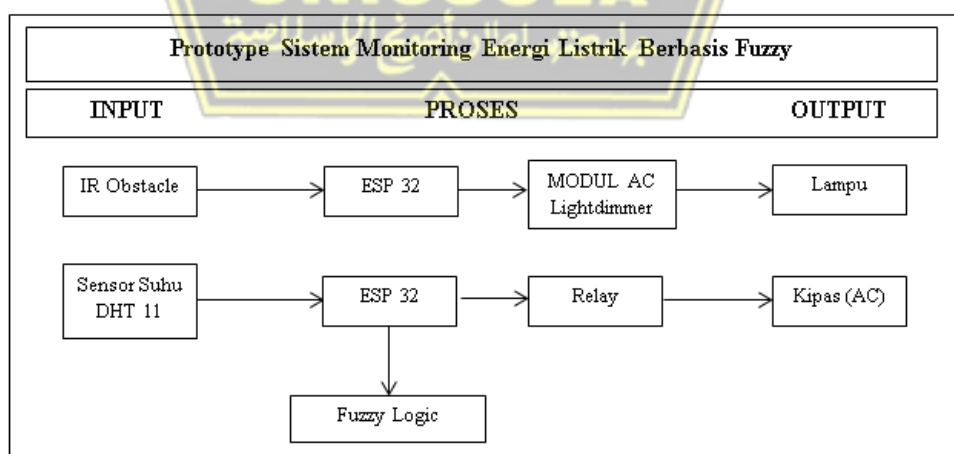 Prototype Sistem Monitoring Energi Listrik Berbasis Fuzzy
INPUT PROSES OUTPUT
IR Obstacle
ESP 32
MODUL AC
Lightdimmer
Lampu
Sensor Suhu
DHT 11
ESP 32
Relay
Kipas (AC)
Fuzzy Logic